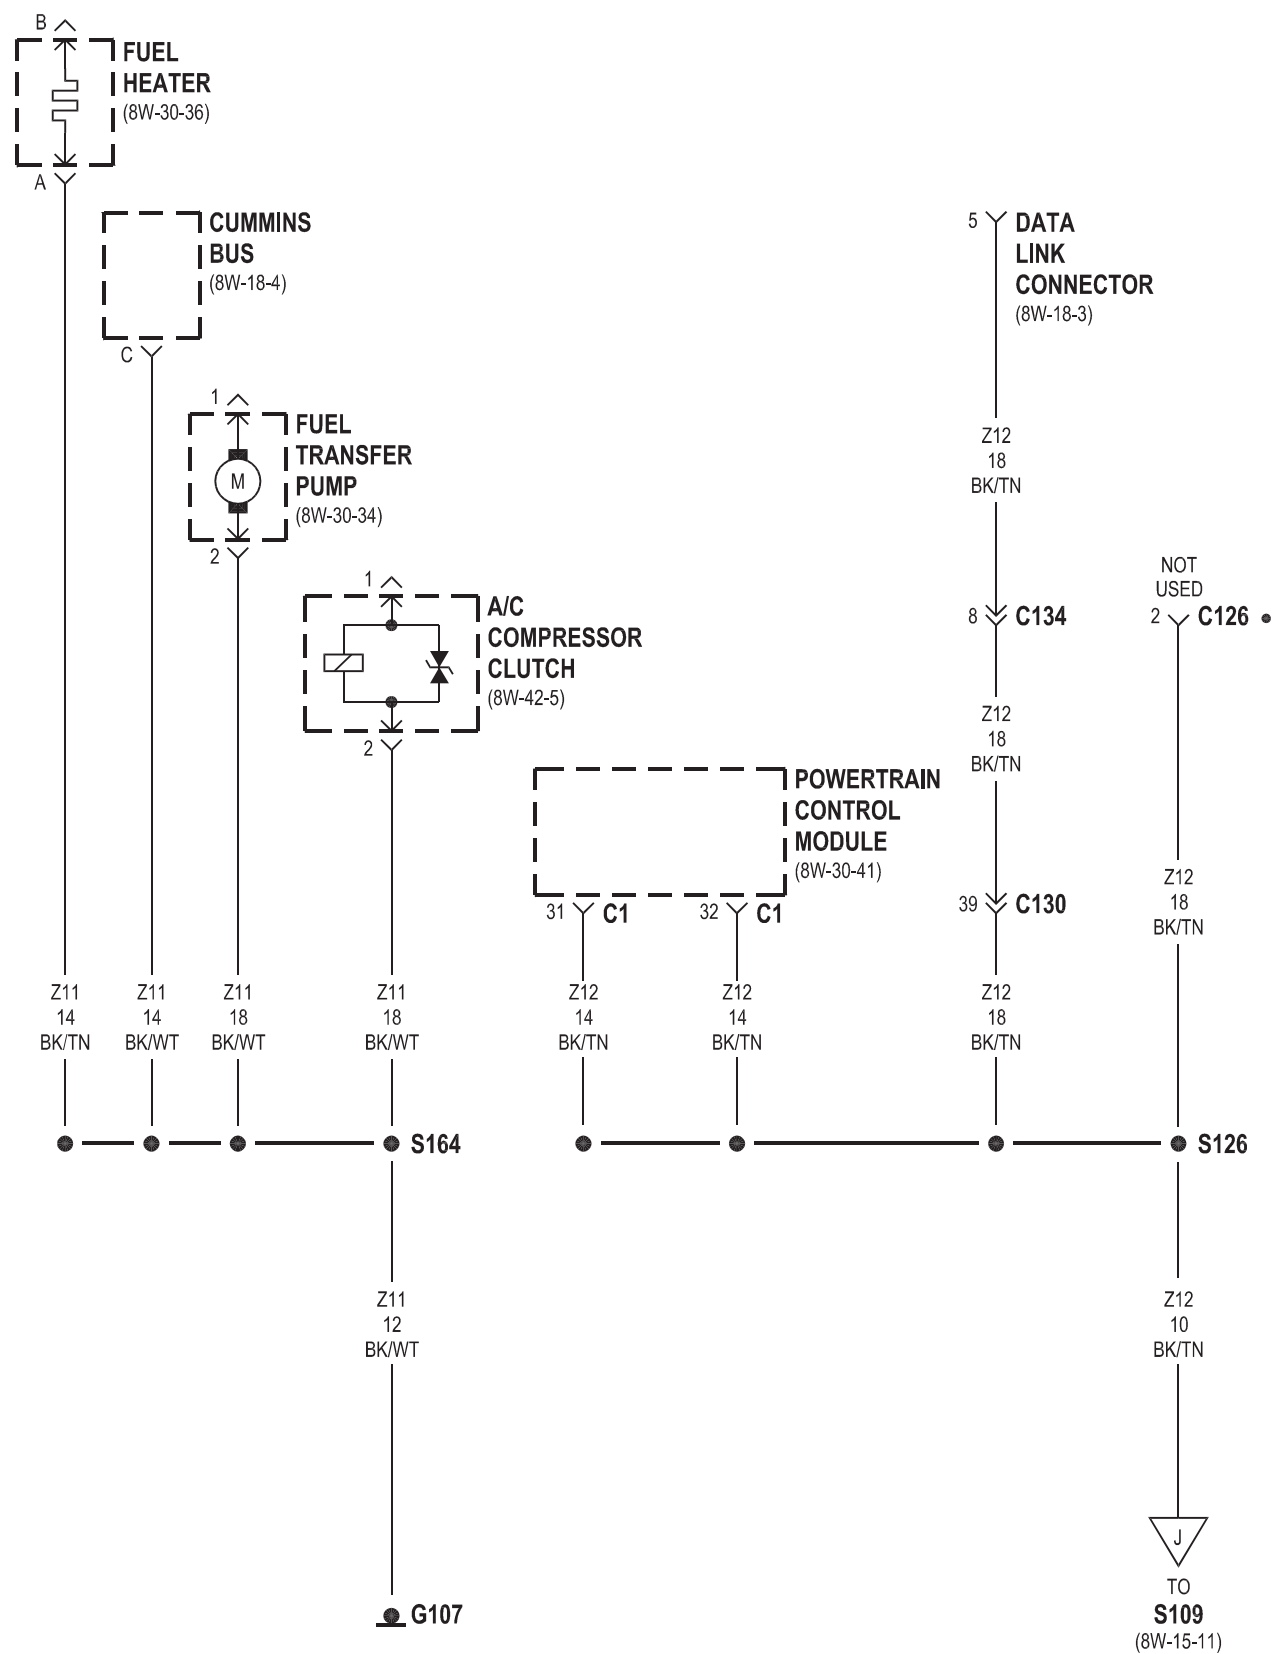 B
FUEL
HEATER
(8W-30-36)
A
CUMMINS
BUS
(8W-18-4)
C
5
DATA
LINK
CONNECTOR
(8W-18-3)
1
FUEL
TRANSFER
PUMP
(8W-30-34)
M
2
Z12
18
BK/TN
1
A/C
COMPRESSOR
CLUTCH
(8W-42-5)
2
NOT
USED
8
C134
2
C126
Z12
18
BK/TN
POWERTRAIN
CONTROL
MODULE
(8W-30-41)
31
C1
32
C1
39
C130
Z12
18
BK/TN
Z11
14
BK/TN
Z11
14
BK/WT
Z11
18
BK/WT
Z11
18
BK/WT
Z12
14
BK/TN
Z12
14
BK/TN
Z12
18
BK/TN
S164
S126
Z11
12
BK/WT
Z12
10
BK/TN
J
G107
TO
S109
(8W-15-11)